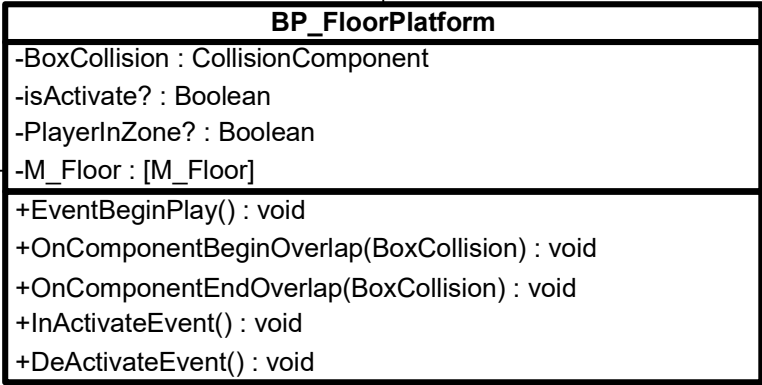 BP_FloorPlatform
-BoxCollision : CollisionComponent
-isActivate? : Boolean
-PlayerInZone? : Boolean
-M_Floor : [M_Floor]
+EventBeginPlay() : void
+OnComponentBeginOverlap(BoxCollision) : void
+OnComponentEndOverlap(BoxCollision) : void
+InActivateEvent() : void
+DeActivateEvent() : void